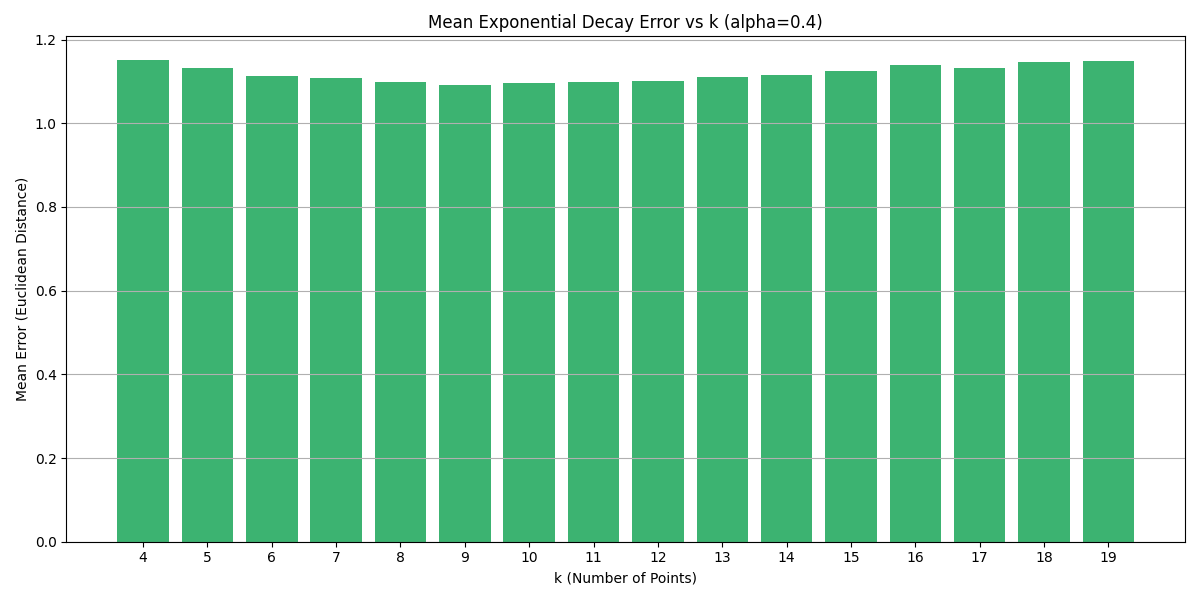 Mean Exponential Decay Error vs k (alpha=0.4)
Mean Error (Euclidean Distance)
1.2
1.0
0.8
0.6
0.4
0.2
0.0
4 5 6 7 8 9 10 11 12 13 14 15 16 17 18 19
k (Number of Points)